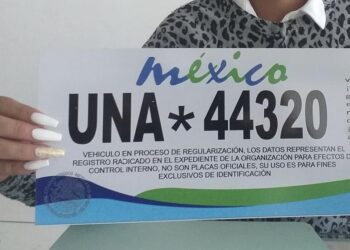 méxico
UNA*44320
VEHICULO EN PROCESO DE REGULARIZACIÓN, LOS DATOS REPRESENTAN EL
REGISTRO RADICADO EN EL EXPEDIENTE DE LA ORGANIZACIÓN PARA EFECTOS DE
CONTROL INTERNO, NO SON PLACAS OFICIALES, SU USO ES PARA FINES
EXCLUSIVOS DE IDENTIFICACIÓN